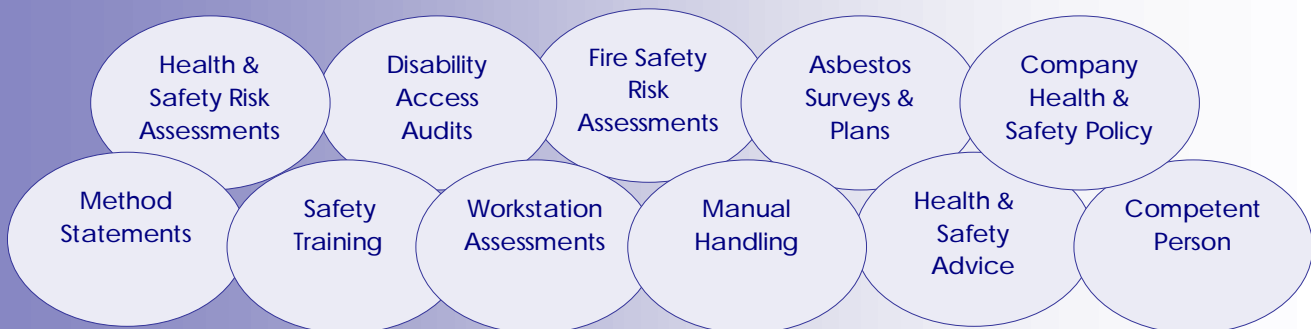 Health &
Safety Risk
Assessments
Disability
Access
Audits
Fire Safety
Risk
Assessments
Asbestos
Surveys &
Plans
Company
Health &
Safety Policy
Method
Statements
Safety
Training
Workstation
Assessments
Manual
Handling
Health &
Safety
Advice
Competent
Person